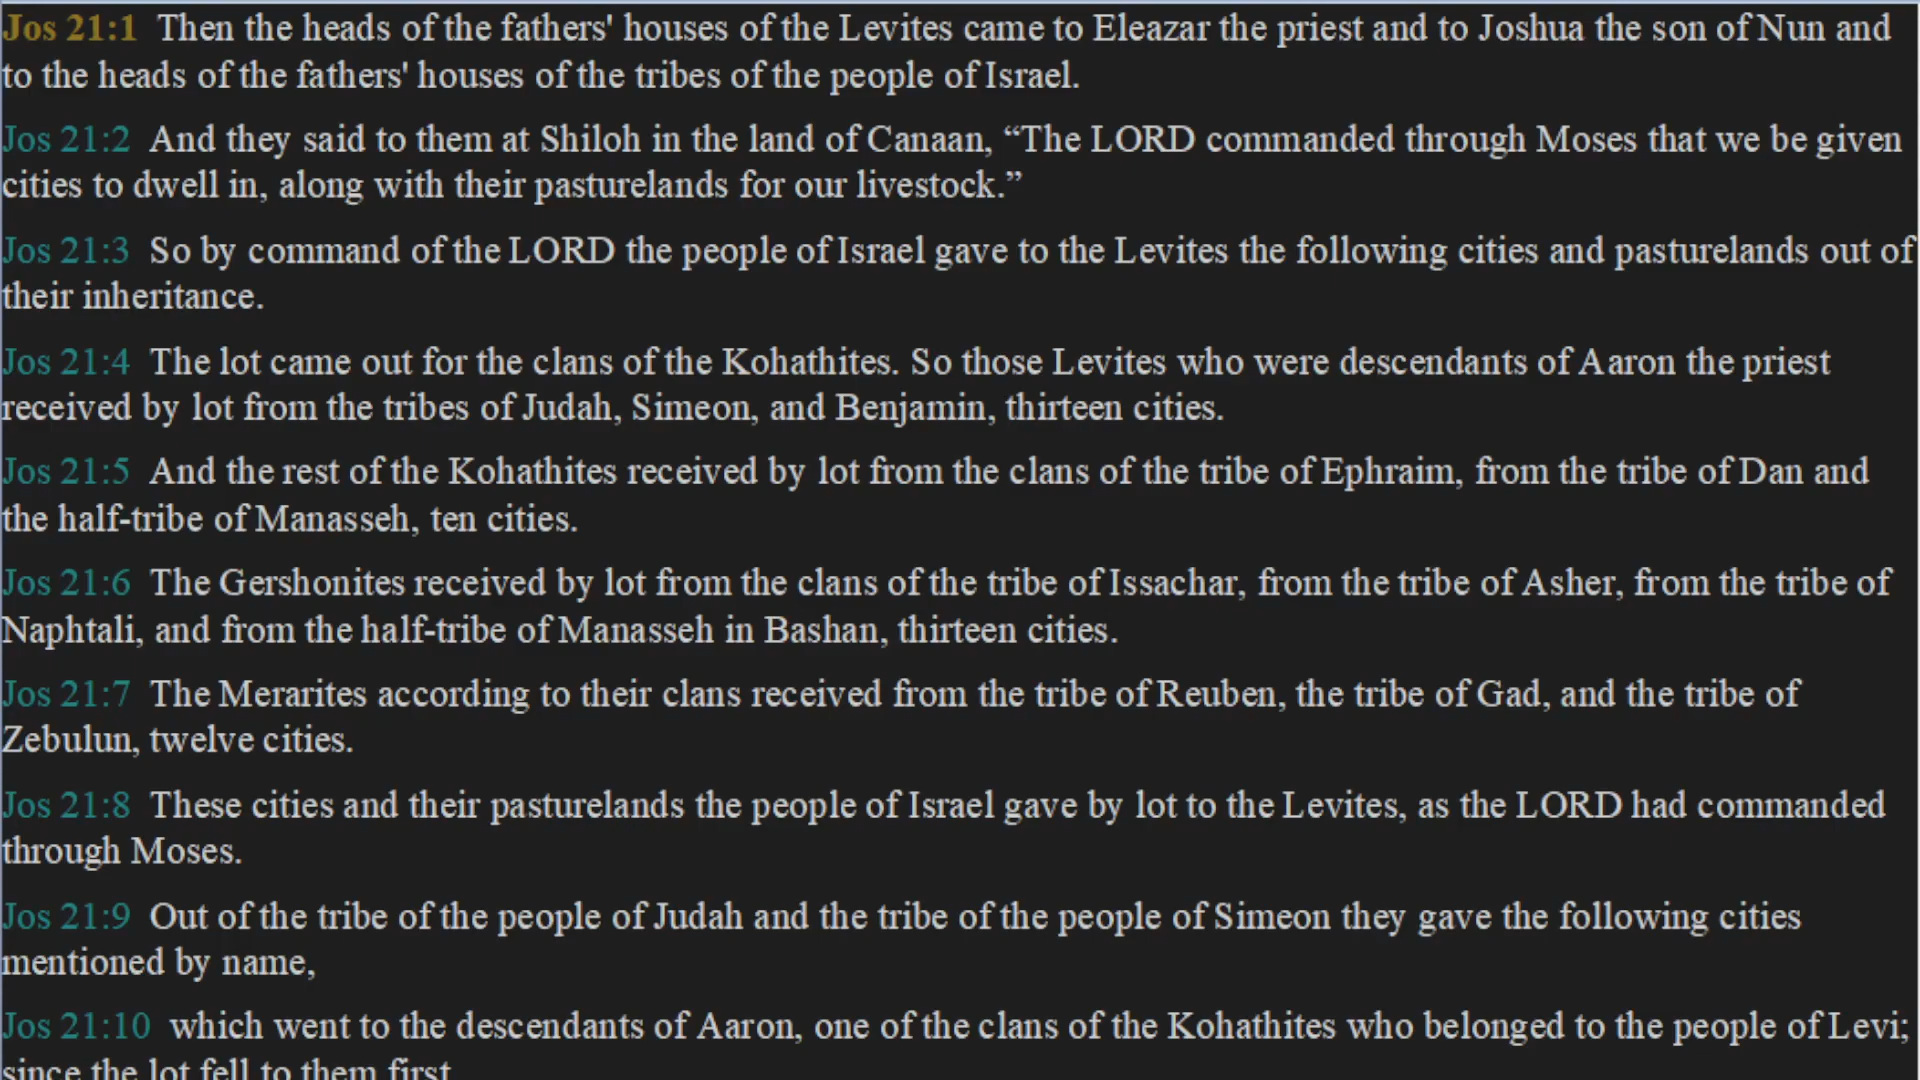 Jos 21:1 Then the heads of the fathers' houses of the Levites came to Eleazar the priest and to Joshua the son of Nun and
to the heads of the fathers' houses of the tribes of the people of Israel.
Jos 21:2 And they said to them at Shiloh in the land of Canaan, “The LORD commanded through Moses that we be given
cities to dwell in, along with their pasturelands for our livestock.”
Jos 21:3 So by command of the LORD the people of Israel gave to the Levites the following cities and pasturelands out of
their inheritance.
Jos 21:4 The lot came out for the clans of the Kohathites. So those Levites who were descendants of Aaron the priest
received by lot from the tribes of Judah, Simeon, and Benjamin, thirteen cities.
Jos 21:5 And the rest of the Kohathites received by lot from the clans of the tribe of Ephraim, from the tribe of Dan and
the half-tribe of Manasseh, ten cities.
Jos 21:6 The Gershonites received by lot from the clans of the tribe of Issachar, from the tribe of Asher, from the tribe of
Naphtali, and from the half-tribe of Manasseh in Bashan, thirteen cities.
Jos 21:7 The Merarites according to their clans received from the tribe of Reuben, the tribe of Gad, and the tribe of
Zebulun, twelve cities.
Jos 21:8 These cities and their pasturelands the people of Israel gave by lot to the Levites, as the LORD had commanded
through Moses.
Jos 21:9 Out of the tribe of the people of Judah and the tribe of the people of Simeon they gave the following cities
mentioned by name,
Jos 21:10 which went to the descendants of Aaron, one of the clans of the Kohathites who belonged to the people of Levi;
since the lot fell to them first